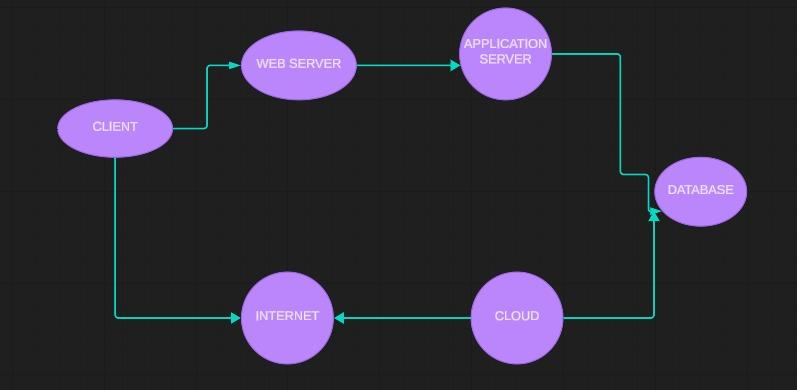 WEB SERVER
APPLICATION
SERVER
CLIENT
DATABASE
INTERNET
CLOUD